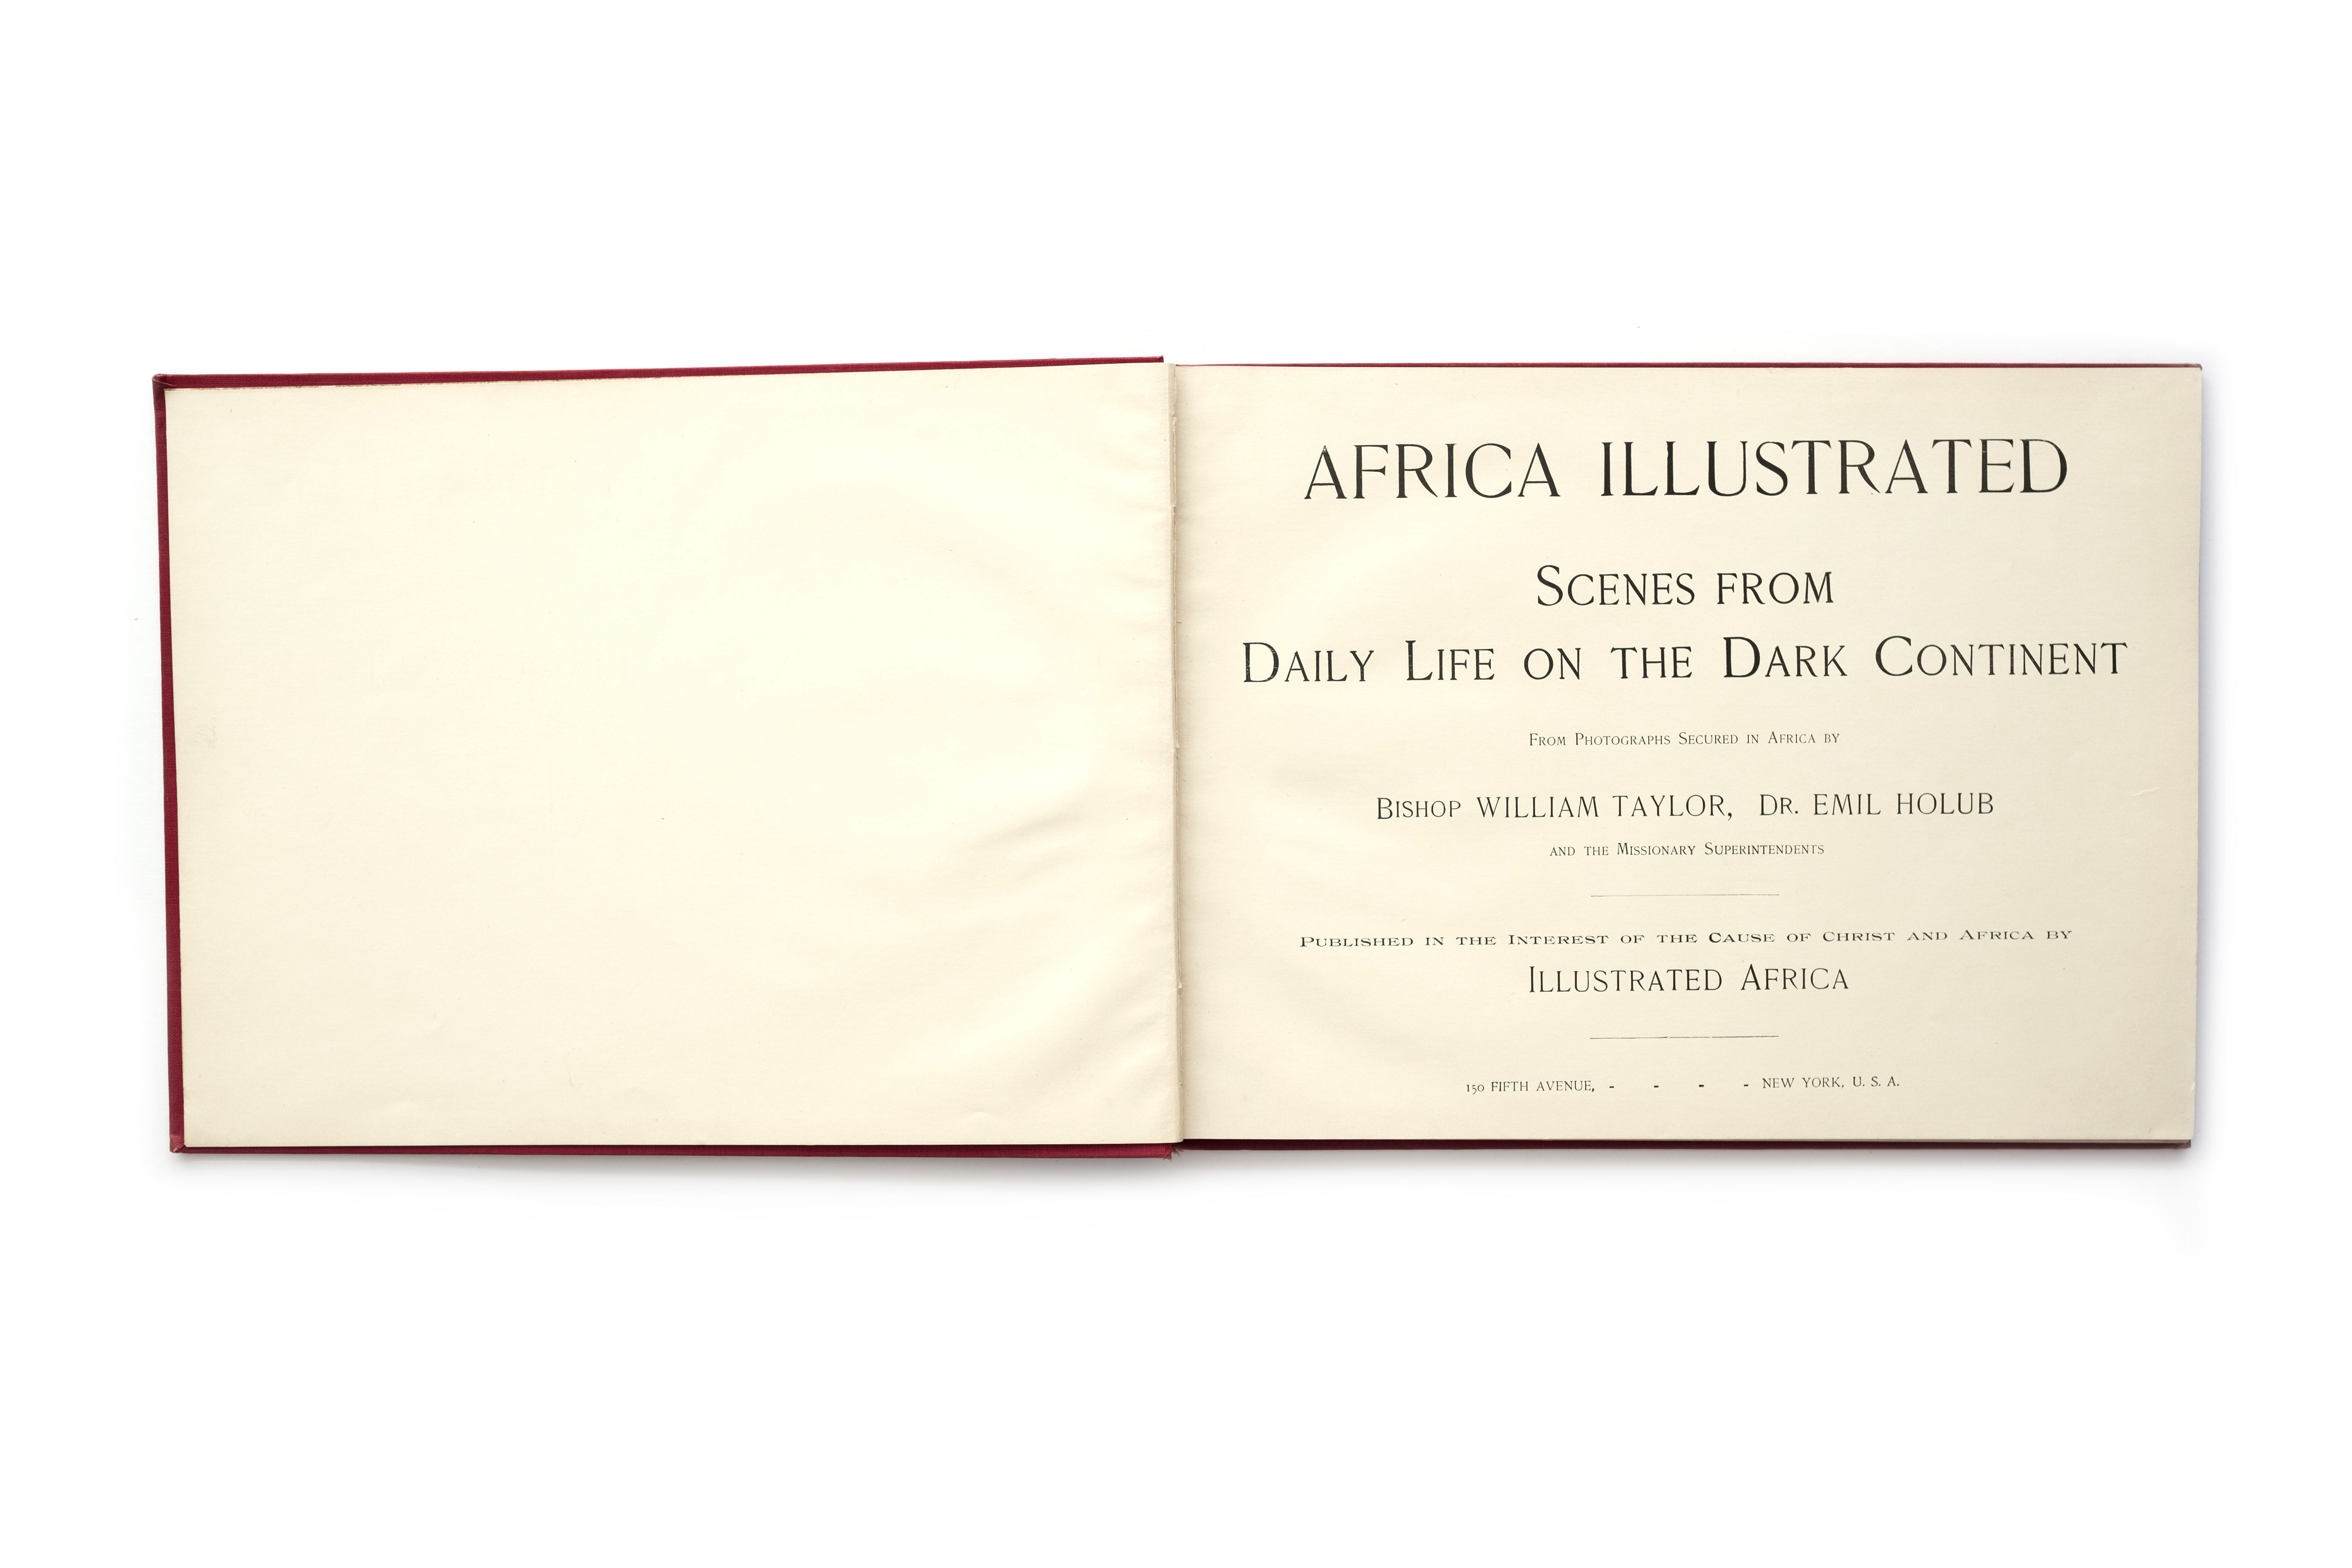 AFRICA ILLUSTRATED
SCENES FROM
DAILY LIFE ON THE DARK CONTINENT
FROM PHOTOGRAPHS SECURED IN AFRICA BY
BISHOP WILLIAM TAYLOR, DR. EMIL HOLUB
AND THE MISSIONARY SUPERINTENDENTS
PUBLISHED IN THE INTEREST OF THE CAUSE OF CHRIST AND AFRICA BY
ILLUSTRATED AFRICA
150 FIFTH AVENUE, - - - - NEW YORK, U. S. A.